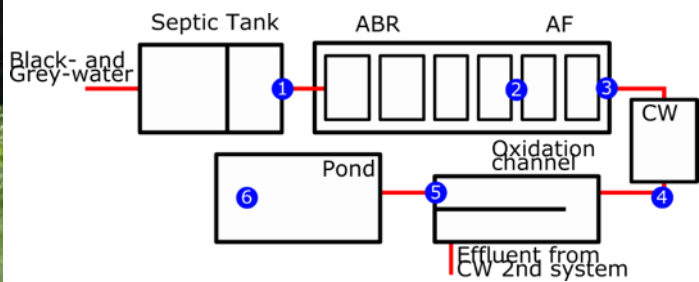 Septic Tank
ABR
AF
Black- and
Grey-water
1
2
3
CW
Oxidation
channel
Pond
6
5
4
Effluent from
CW 2nd system